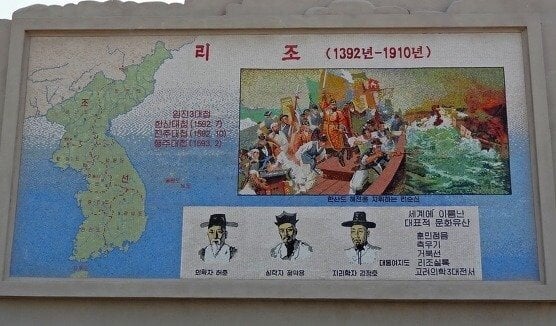 리 조 (1392년-1910년)
조
선
임진3대첩
한산대첩(1592. 7)
진주대첩(1592. 10)
행주대첩(1593. 2)
한산도 해전을 지휘하는 리순신
의학자 허준
실학자 정약용
지리학자 김정호
세계에 이름난
대표적 문화유산
훈민정음
측우기
거북선
대동여지도 리조실록
고려의학3대전서